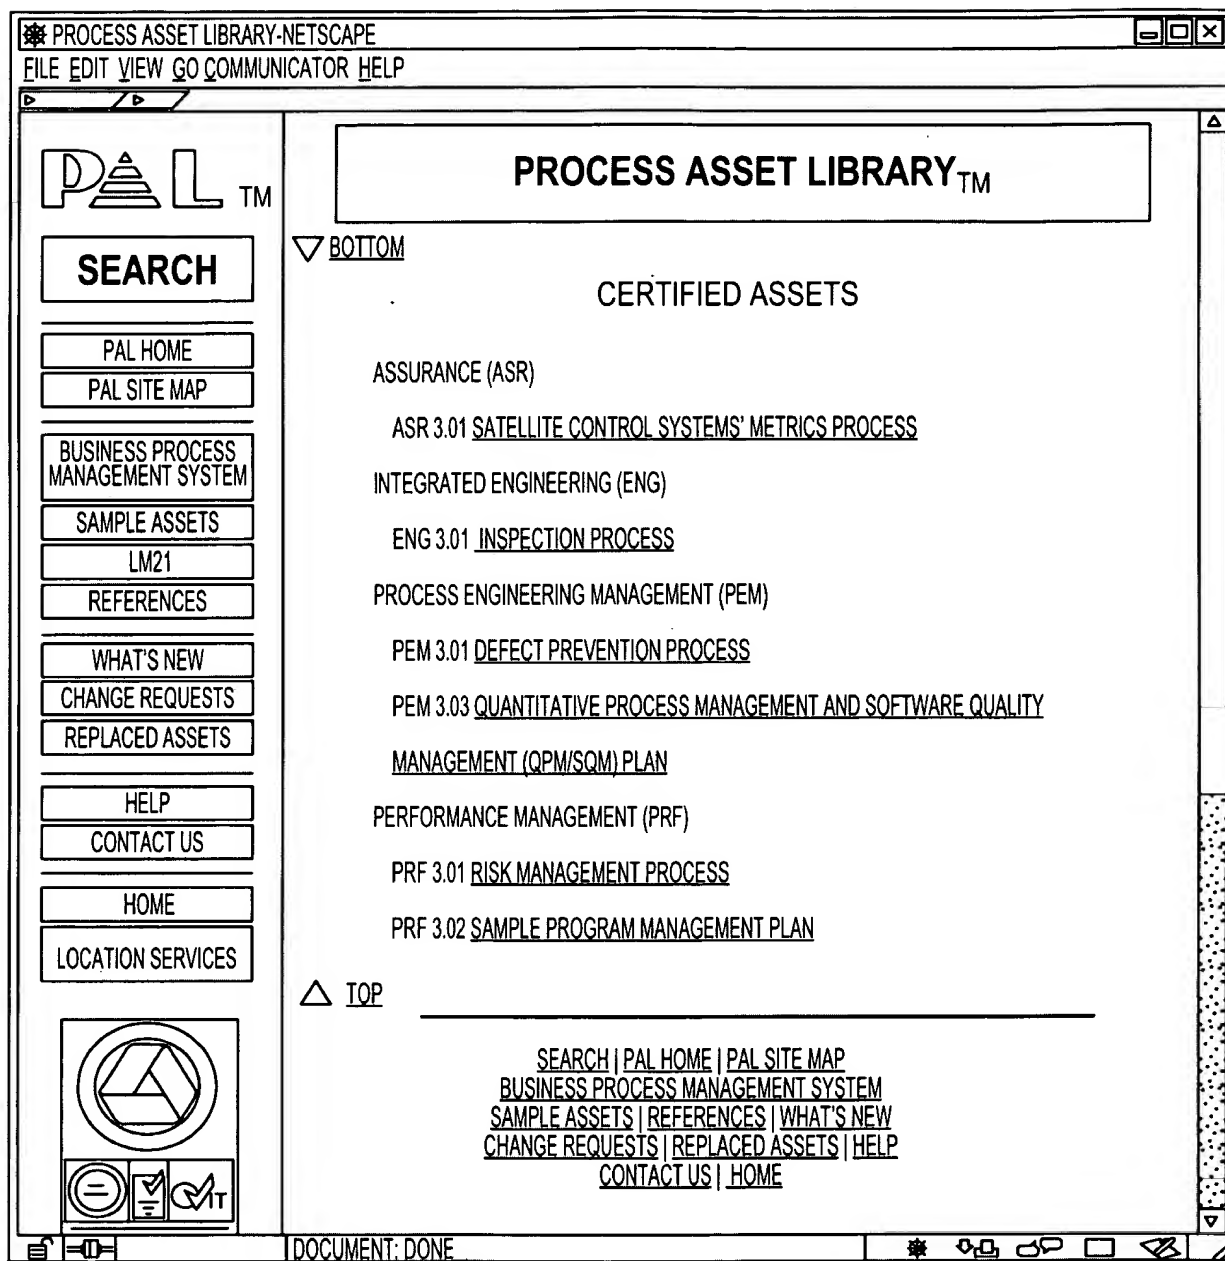 PROCESS ASSET LIBRARY-NETSCAPE
FILE EDIT VIEW GO COMMUNICATOR HELP
PAL TM
SEARCH
PAL HOME
PAL SITE MAP
BUSINESS PROCESS
MANAGEMENT SYSTEM
SAMPLE ASSETS
LM21
REFERENCES
WHAT'S NEW
CHANGE REQUESTS
REPLACED ASSETS
HELP
CONTACT US
HOME
LOCATION SERVICES
IT
PROCESS ASSET LIBRARY TM
BOTTOM
CERTIFIED ASSETS
ASSURANCE (ASR)
ASR 3.01 SATELLITE CONTROL SYSTEMS' METRICS PROCESS
INTEGRATED ENGINEERING (ENG)
ENG 3.01 INSPECTION PROCESS
PROCESS ENGINEERING MANAGEMENT (PEM)
PEM 3.01 DEFECT PREVENTION PROCESS
PEM 3.03 QUANTITATIVE PROCESS MANAGEMENT AND SOFTWARE QUALITY
MANAGEMENT (QPM/SQM) PLAN
PERFORMANCE MANAGEMENT (PRF)
PRF 3.01 RISK MANAGEMENT PROCESS
PRF 3.02 SAMPLE PROGRAM MANAGEMENT PLAN
TOP
SEARCH | PAL HOME | PAL SITE MAP
BUSINESS PROCESS MANAGEMENT SYSTEM
SAMPLE ASSETS | REFERENCES | WHAT'S NEW
CHANGE REQUESTS | REPLACED ASSETS | HELP
CONTACT US | HOME
DOCUMENT: DONE